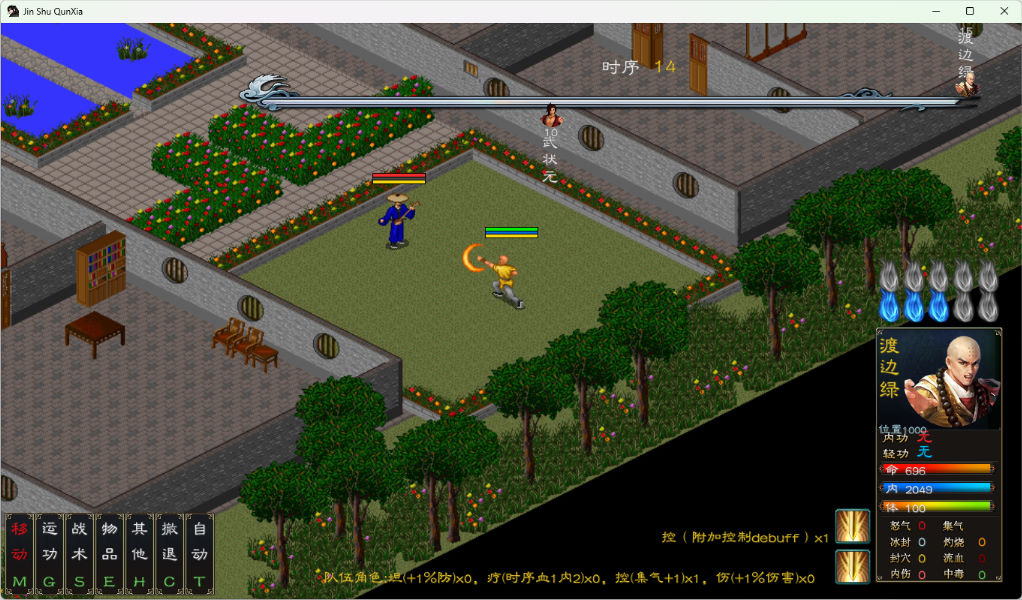 Jin Shu QunXia
15
渡边绿
时序 14
10
武状元
渡边绿
位置1000
内功 无
轻功 无
命 696
内 2049
体 100
怒气 0 集气
冰封 0 灼烧 0
封穴 0 流血 0
内伤 0 中毒 0
控（附加控制debuff）x1
队伍角色:坦(+1%防)x0，疗(时序血1内2)x0，控(集气+1)x1，伤(+1%伤害)x0
移动 M
运功 G
战术 S
物品 E
其他 H
撤退 C
自动 T